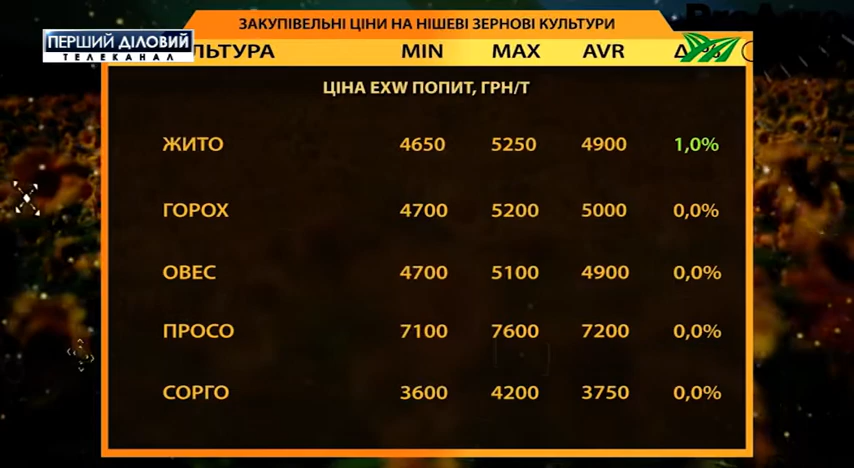 ЗАКУПІВЕЛЬНІ ЦІНИ НА НІШЕВІ ЗЕРНОВІ КУЛЬТУРИ
ПЕРШИЙ ДІЛОВИЙ
ТЕЛЕКАНАЛ
ЛЬТУРА MIN MAX AVR %
ЦІНА EXW ПОПИТ, ГРН/Т
ЖИТО 4650 5250 4900 1,0%
ГОРОХ 4700 5200 5000 0,0%
ОВЕС 4700 5100 4900 0,0%
ПРОСО 7100 7600 7200 0,0%
СОРГО 3600 4200 3750 0,0%